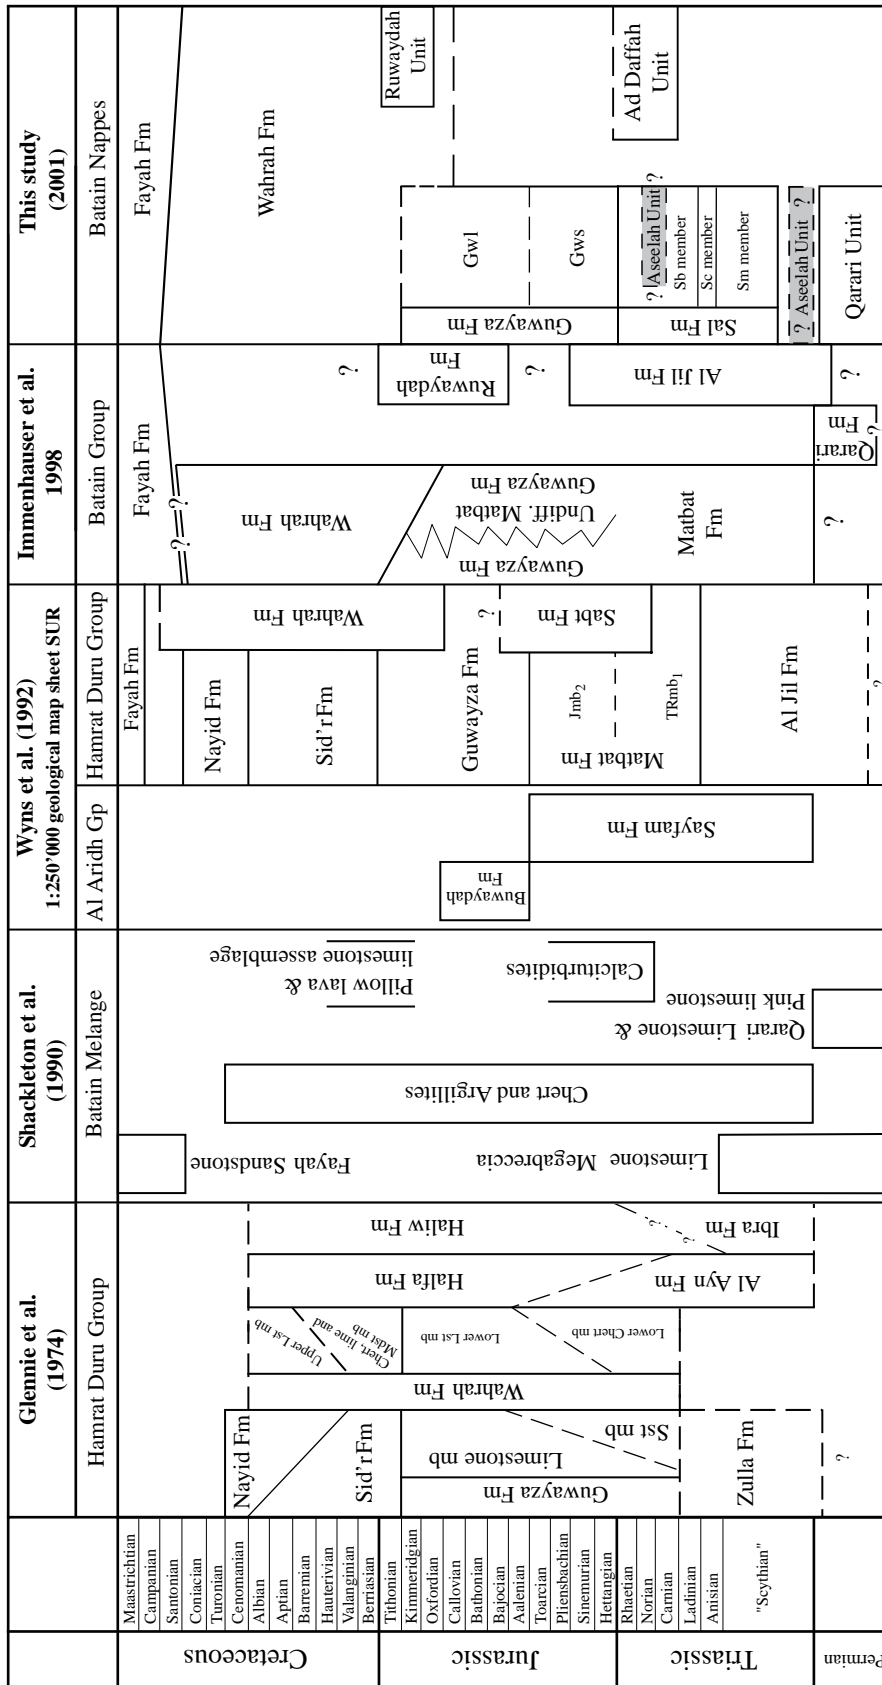 This study
(2001)
Batain Nappes
Fayah Fm
Wahrah Fm
Ruwaydah
Unit
Gwl
Gws
Guwayza Fm
Ad Daffah
Unit
? Aseelah Unit ?
Sb member
Sc member
Sm member
Sal Fm
? Aseelah Unit ?
Qarari Unit
Immenhauser et al.
1998
Batain Group
Fayah Fm
? ?
Wahrah Fm
?
Ruwaydah
Fm
?
Guwayza Fm
Undiff. Matbat
Guwayza Fm
Matbat
Fm
Al Jil Fm
?
Qarari
Fm
?
?
Wyns et al. (1992)
1:250'000 geological map sheet SUR
Hamrat Duru Group
Al Aridh Gp
Fayah Fm
Nayid Fm
Sid'r Fm
Wahrah Fm
Guwayza Fm
?
Sabt Fm
Jmb2
TRmb1
Matbat Fm
Al Jil Fm
?
Buwaydah
Fm
Sayfam Fm
Shackleton et al.
(1990)
Batain Melange
Pillow lava &
limestone assemblage
Calciturbidites
Qarari Limestone &
Pink limestone
Chert and Argillites
Fayah Sandstone
Limestone Megabreccia
Glennie et al.
(1974)
Hamrat Duru Group
Haliw Fm
? ?
Ibra Fm
Halfa Fm
Al Ayn Fm
Upper Lst mb
Chert, lime and
Mdst mb
Lower Lst mb
Lower Chert mb
Wahrah Fm
Nayid Fm
Sid'r Fm
Limestone mb
Sst mb
Guwayza Fm
Zulla Fm
?
Maastrichtian
Campanian
Santonian
Coniacian
Turonian
Cenomanian
Albian
Aptian
Barremian
Hauterivian
Valanginian
Berriasian
Tithonian
Kimmeridgian
Oxfordian
Callovian
Bathonian
Bajocian
Aalenian
Toarcian
Pliensbachian
Sinemurian
Hettangian
Rhaetian
Norian
Carnian
Ladinian
Anisian
"Scythian"
Cretaceous
Jurassic
Triassic
Permian